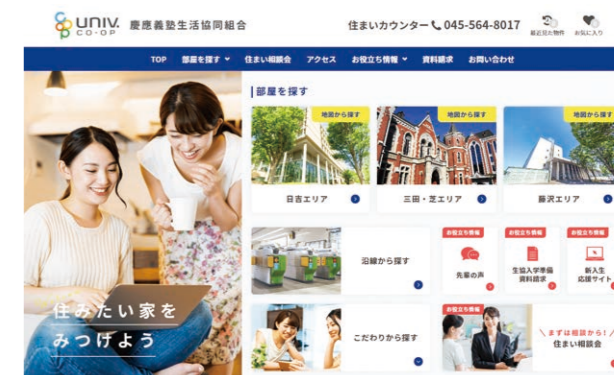 UNIV.
CO-OP
慶應義塾生活協同組合
住まいカウンター 045-564-8017
最近見た物件
お気に入り
TOP 部屋を探す 住まい相談会 アクセス お役立ち情報 資料請求 お問い合わせ
部屋を探す
地図から探す
地図から探す
地図から探す
日吉エリア
三田・芝エリア
藤沢エリア
沿線から探す
お役立ち情報
先輩の声
お役立ち情報
生協入学準備
資料請求
お役立ち情報
新入生
応援サイト
こだわりから探す
お役立ち情報
\ まずは相談から! /
住まい相談会
住みたい家を
みつけよう